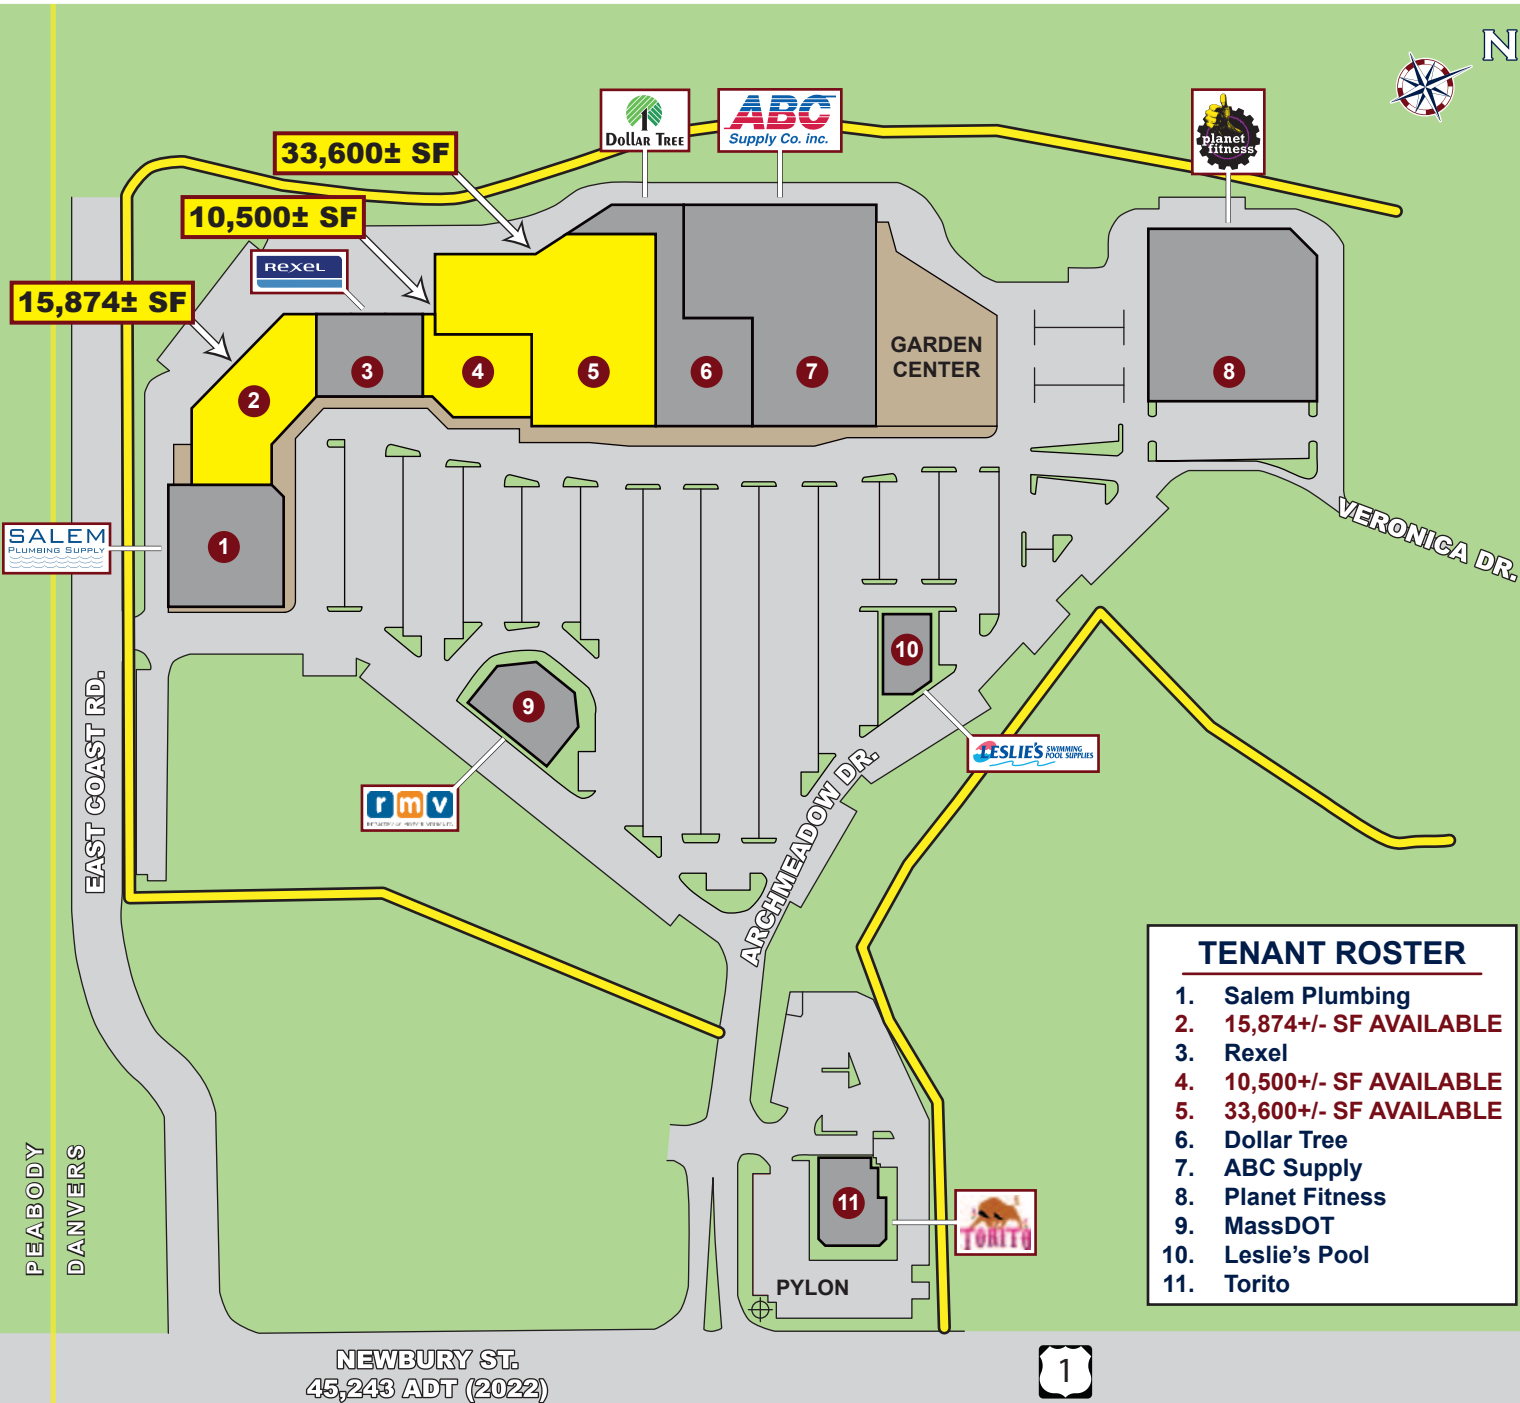 N
DOLLAR TREE
ABC
Supply Co. inc.
planet
fitness
33,600± SF
10,500± SF
REXEL
15,874± SF
GARDEN
CENTER
1
2
3
4
5
6
7
8
9
10
11
SALEM
PLUMBING SUPPLY
VERONICA DR.
EAST COAST RD.
rmv
LESLIE'S SWIMMING
POOL SUPPLIES
ARCHMEADOW DR.
TORITO
PYLON
PEABODY
DANVERS
NEWBURY ST.
45,243 ADT (2022)
1
TENANT ROSTER
1. Salem Plumbing
2. 15,874+/- SF AVAILABLE
3. Rexel
4. 10,500+/- SF AVAILABLE
5. 33,600+/- SF AVAILABLE
6. Dollar Tree
7. ABC Supply
8. Planet Fitness
9. MassDOT
10. Leslie's Pool
11. Torito